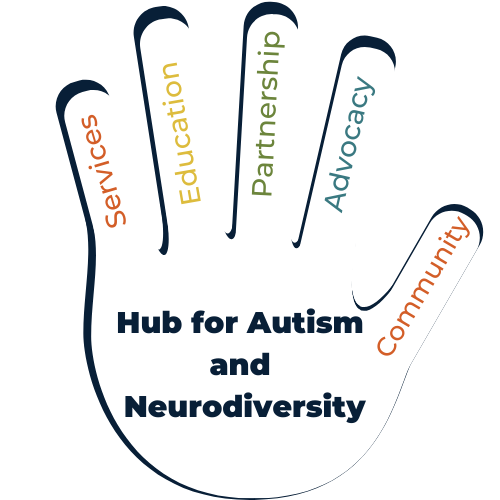 Services
Education
Partnership
Advocacy
Community
Hub for Autism
and
Neurodiversity